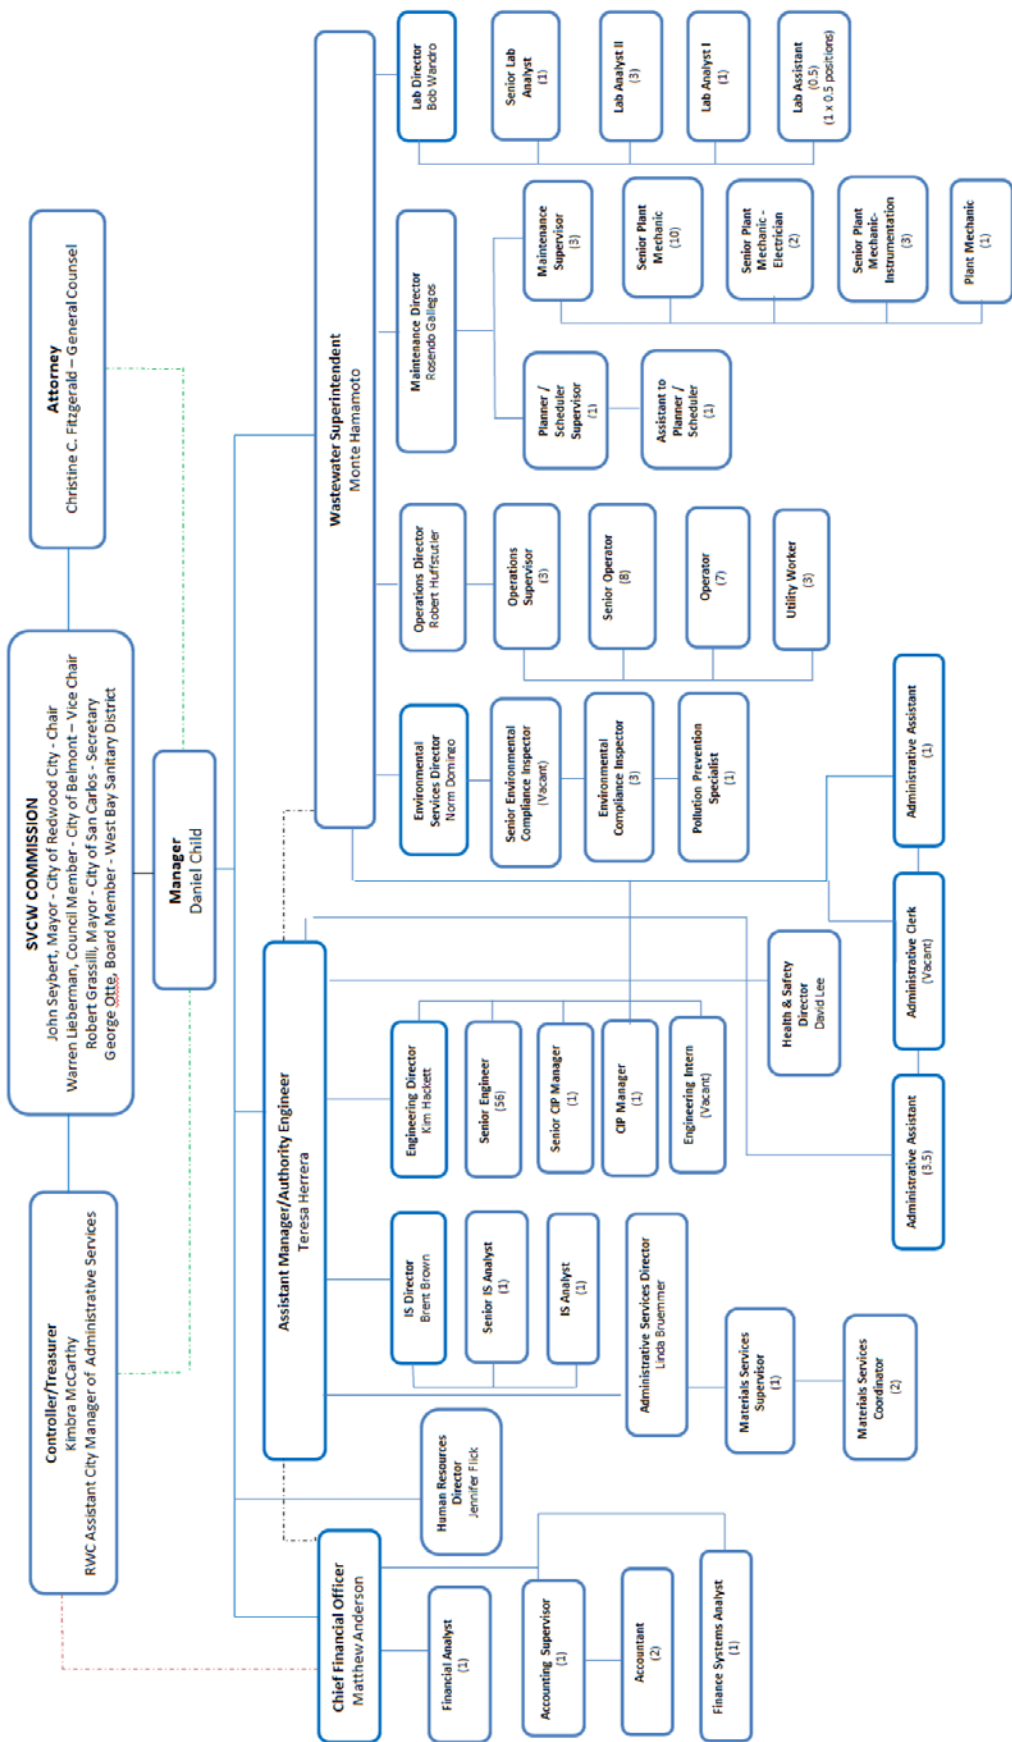 SVCW COMMISSION
John Seybert, Mayor - City of Redwood City - Chair
Warren Lieberman, Council Member - City of Belmont – Vice Chair
Robert Grassilli, Mayor - City of San Carlos - Secretary
George Otte, Board Member - West Bay Sanitary District
Controller/Treasurer
Kimbra McCarthy
RWC Assistant City Manager of Administrative Services
Attorney
Christine C. Fitzgerald – General Counsel
Manager
Daniel Child
Chief Financial Officer
Matthew Anderson
Financial Analyst
(1)
Accounting Supervisor
(1)
Accountant
(2)
Finance Systems Analyst
(1)
Human Resources
Director
Jennifer Flick
Assistant Manager/Authority Engineer
Teresa Herrera
IS Director
Brent Brown
Senior IS Analyst
(1)
IS Analyst
(1)
Administrative Services Director
Linda Bruemmer
Materials Services
Supervisor
(1)
Materials Services
Coordinator
(2)
Engineering Director
Kim Hackett
Senior Engineer
(56)
Senior CIP Manager
(1)
CIP Manager
(1)
Engineering Intern
(Vacant)
Health & Safety
Director
David Lee
Administrative Assistant
(3.5)
Administrative Clerk
(Vacant)
Administrative Assistant
(1)
Wastewater Superintendent
Monte Hamamoto
Environmental
Services Director
Norm Domingo
Senior Environmental
Compliance Inspector
(Vacant)
Environmental
Compliance Inspector
(3)
Pollution Prevention
Specialist
(1)
Operations Director
Robert Huffstutler
Operations
Supervisor
(3)
Senior Operator
(8)
Operator
(7)
Utility Worker
(3)
Maintenance Director
Rosendo Gallegos
Planner /
Scheduler
Supervisor
(1)
Assistant to
Planner /
Scheduler
(1)
Maintenance
Supervisor
(3)
Senior Plant
Mechanic
(10)
Senior Plant
Mechanic -
Electrician
(2)
Senior Plant
Mechanic-
Instrumentation
(3)
Plant Mechanic
(1)
Lab Director
Bob Wandro
Senior Lab
Analyst
(1)
Lab Analyst II
(3)
Lab Analyst I
(1)
Lab Assistant
(0.5)
(1 x 0.5 positions)